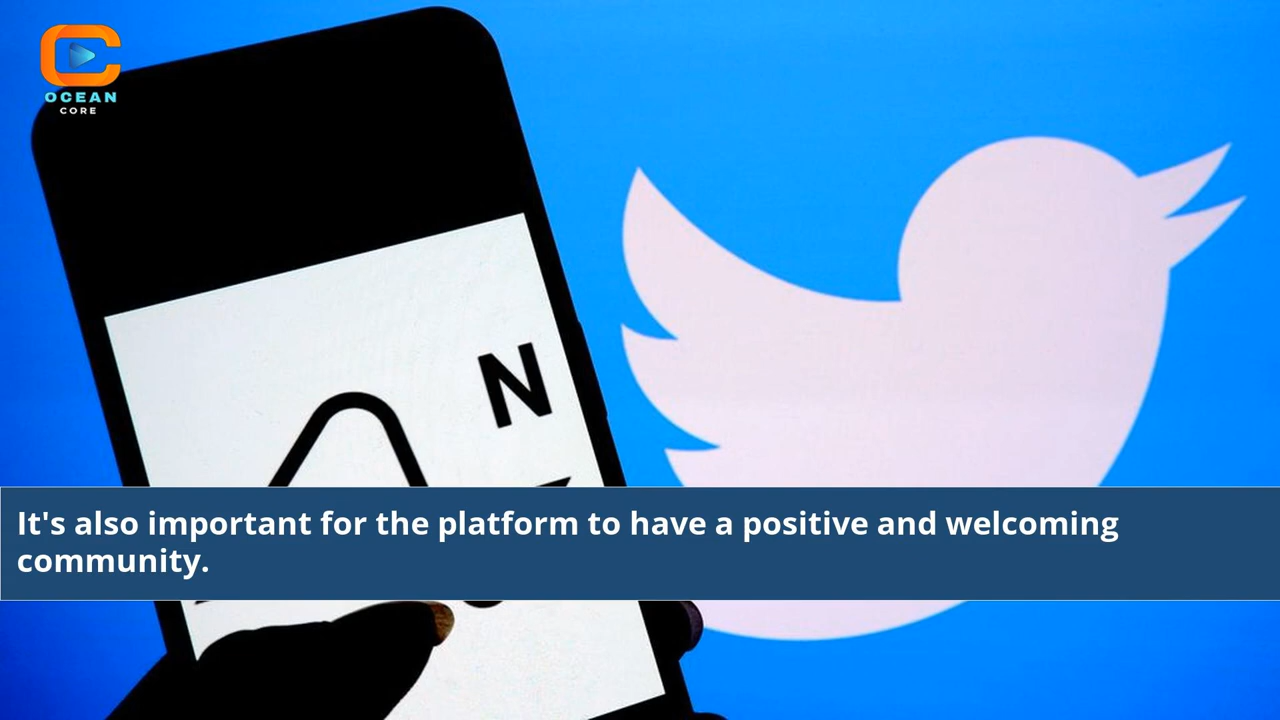 OCEAN
CORE
N
It's also important for the platform to have a positive and welcoming
community.